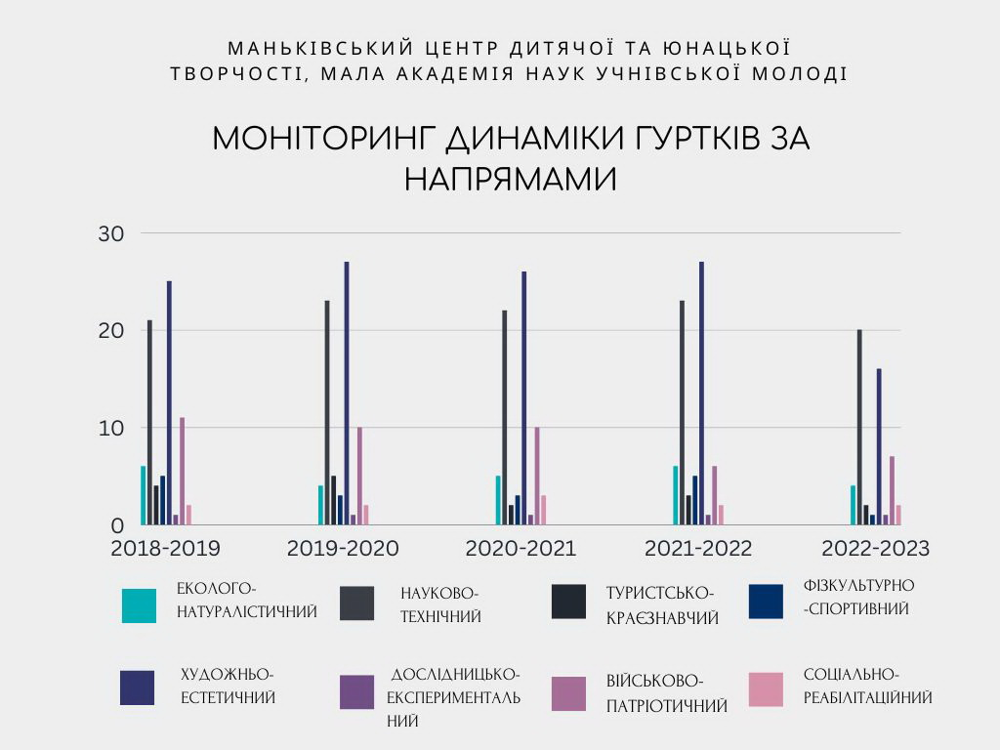 МАНЬКІВСЬКИЙ ЦЕНТР ДИТЯЧОЇ ТА ЮНАЦЬКОЇ
ТВОРЧОСТІ, МАЛА АКАДЕМІЯ НАУК УЧНІВСЬКОЇ МОЛОДІ
МОНІТОРИНГ ДИНАМІКИ ГУРТКІВ ЗА
НАПРЯМАМИ
30
20
10
0
2018-2019 2019-2020 2020-2021 2021-2022 2022-2023
ЕКОЛОГО-
НАТУРАЛІСТИЧНИЙ
НАУКОВО-
ТЕХНІЧНИЙ
ТУРИСТСЬКО-
КРАЄЗНАВЧИЙ
ФІЗКУЛЬТУРНО
-СПОРТИВНИЙ
ХУДОЖНЬО-
ЕСТЕТИЧНИЙ
ДОСЛІДНИЦЬКО-
ЕКСПЕРИМЕНТАЛЬ
НИЙ
ВІЙСЬКОВО-
ПАТРІОТИЧНИЙ
СОЦІАЛЬНО-
РЕАБІЛІТАЦІЙНИЙ